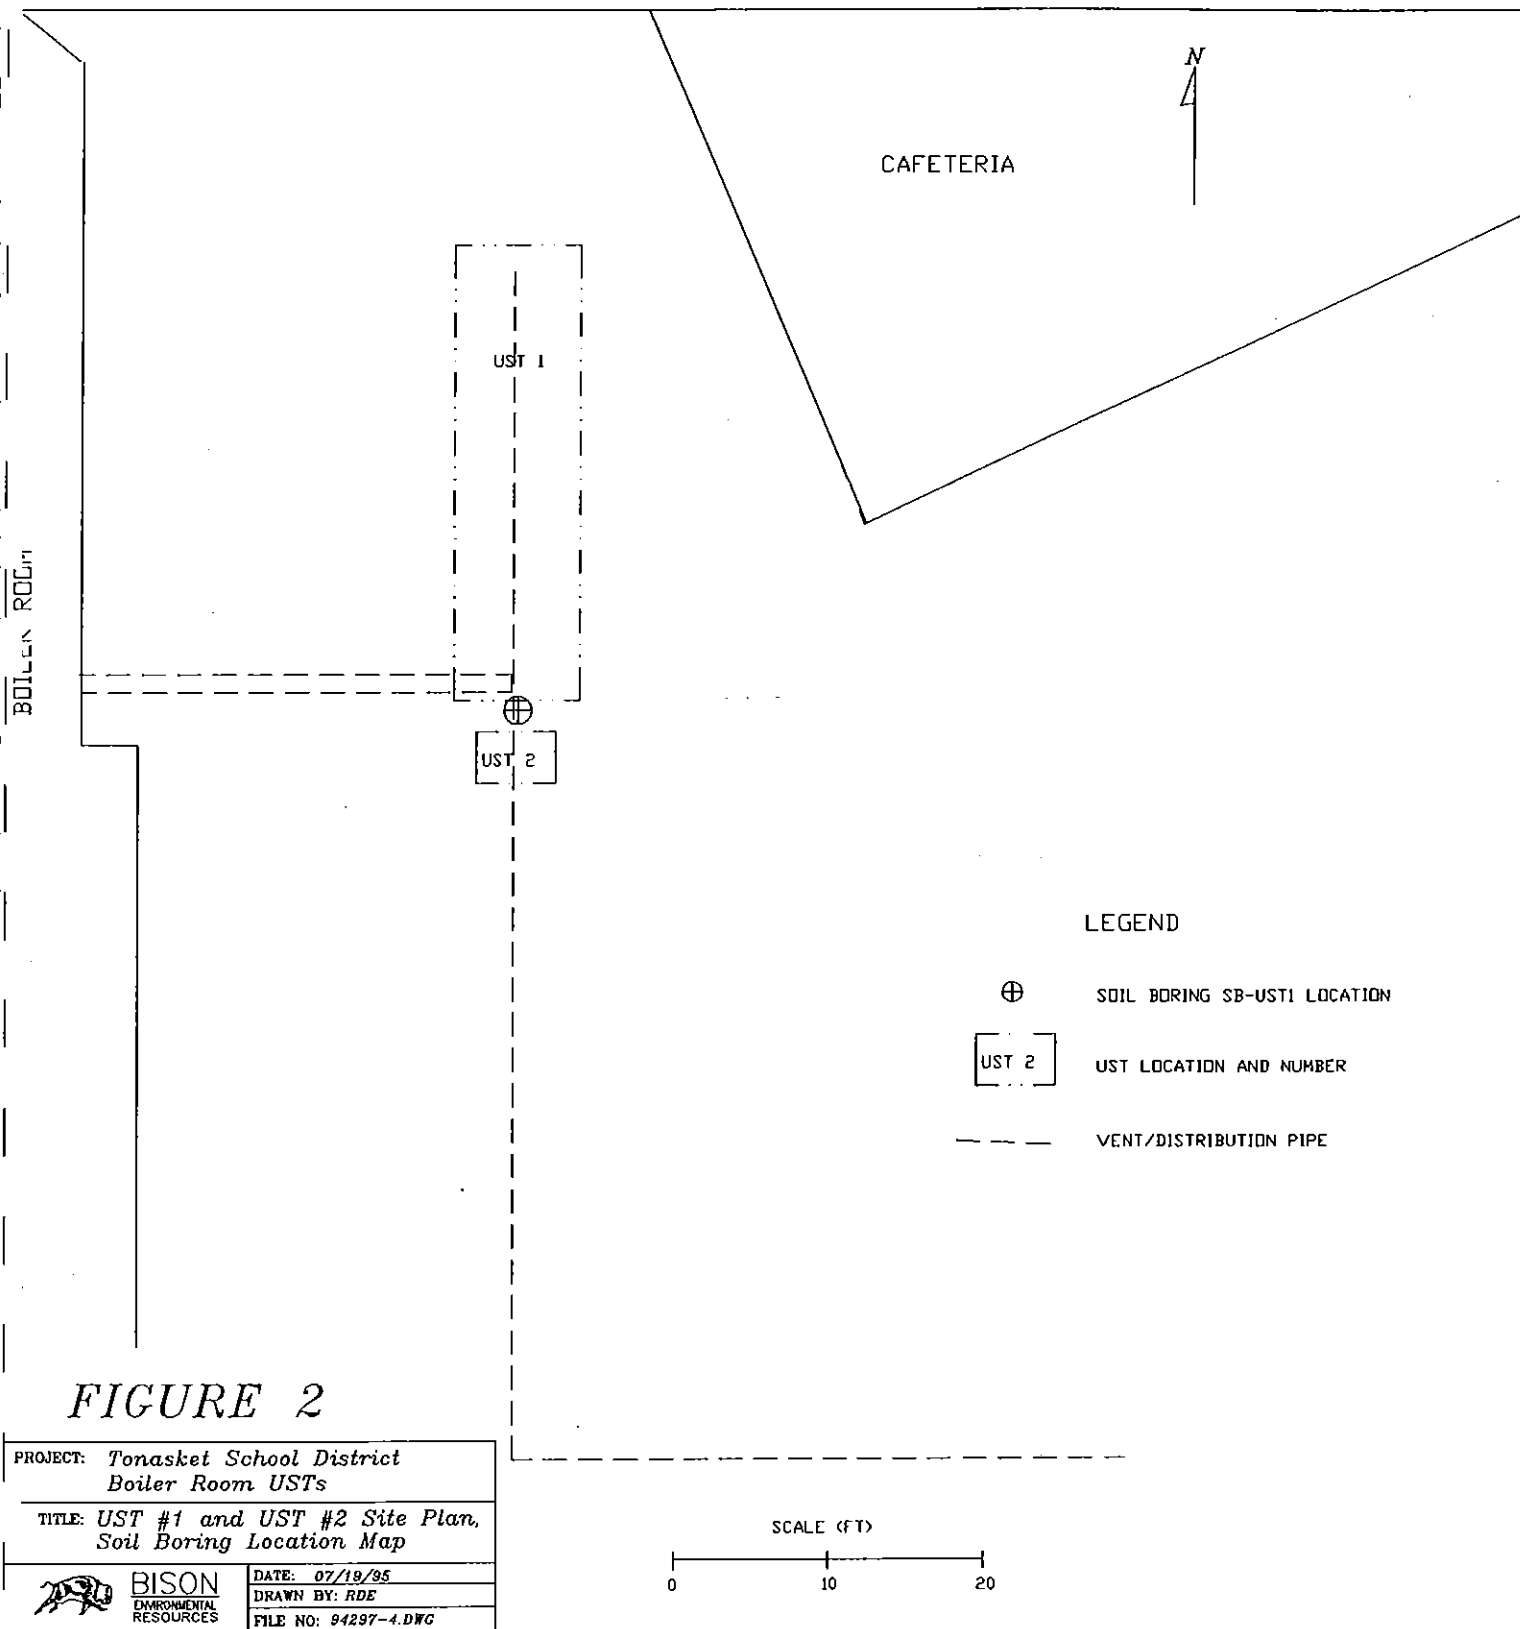 N
CAFETERIA
UST 1
BOILER ROOM
UST 2
LEGEND
SOIL BORING SB-UST1 LOCATION
UST 2
UST LOCATION AND NUMBER
VENT/DISTRIBUTION PIPE
FIGURE 2
PROJECT: Tonasket School District
Boiler Room USTs
TITLE: UST #1 and UST #2 Site Plan,
Soil Boring Location Map
BISON
ENVIRONMENTAL
RESOURCES
DATE: 07/19/95
DRAWN BY: RDE
FILE NO: 94297-4.DWG
SCALE (FT)
0 10 20